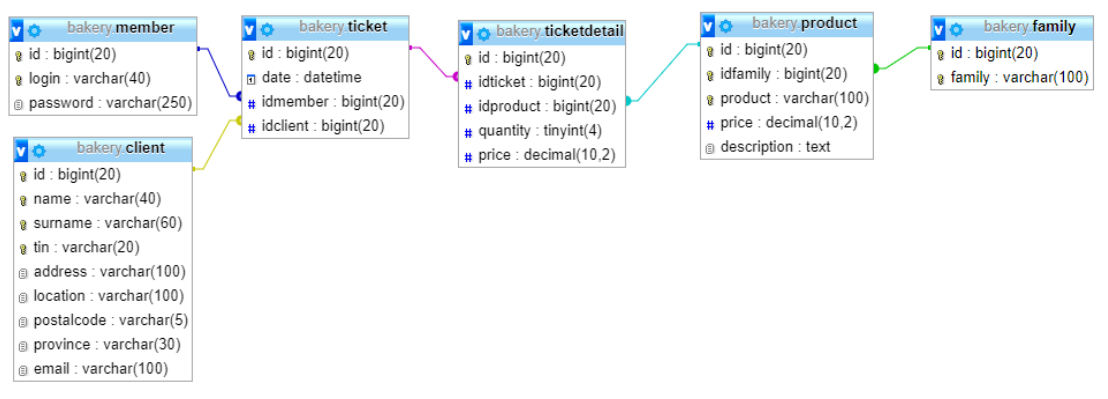 bakery.member
id : bigint(20)
login : varchar(40)
password : varchar(250)
bakery.client
id : bigint(20)
name : varchar(40)
surname : varchar(60)
tin : varchar(20)
address : varchar(100)
location : varchar(100)
postalcode : varchar(5)
province : varchar(30)
email : varchar(100)
bakery.ticket
id : bigint(20)
date : datetime
# idmember : bigint(20)
# idclient : bigint(20)
bakery.ticketdetail
id : bigint(20)
# idticket : bigint(20)
# idproduct : bigint(20)
# quantity : tinyint(4)
# price : decimal(10,2)
bakery.product
id : bigint(20)
idfamily : bigint(20)
product : varchar(100)
# price : decimal(10,2)
description : text
bakery.family
id : bigint(20)
family : varchar(100)